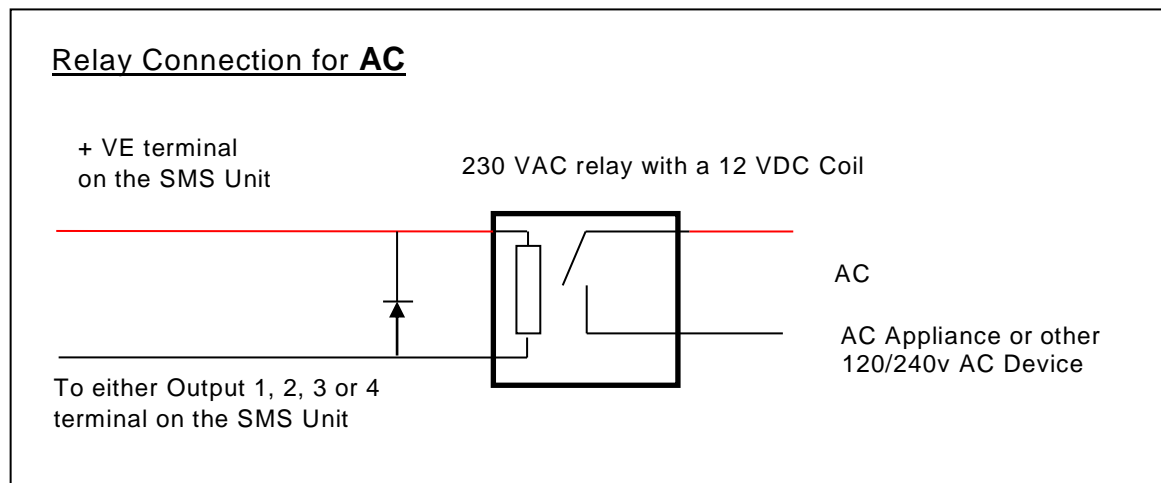 Relay Connection for AC
+ VE terminal
on the SMS Unit
230 VAC relay with a 12 VDC Coil
AC
AC Appliance or other
120/240v AC Device
To either Output 1, 2, 3 or 4
terminal on the SMS Unit